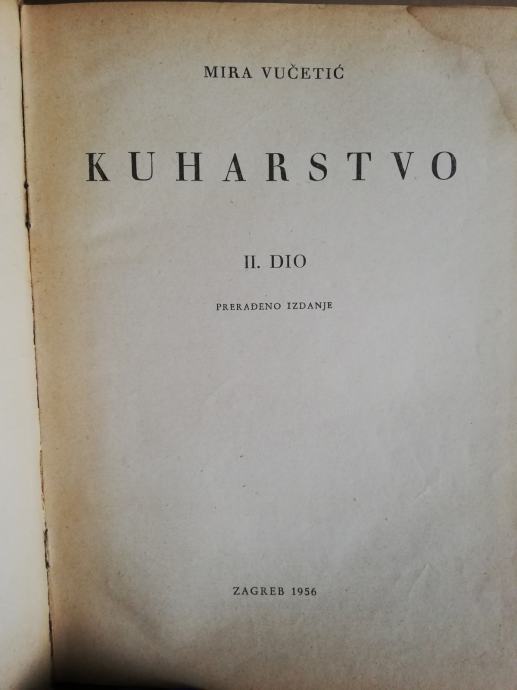 MIRA VUČETIĆ
KUHARSTVO
II. DIO
PRERAĐENO IZDANJE
ZAGREB 1956